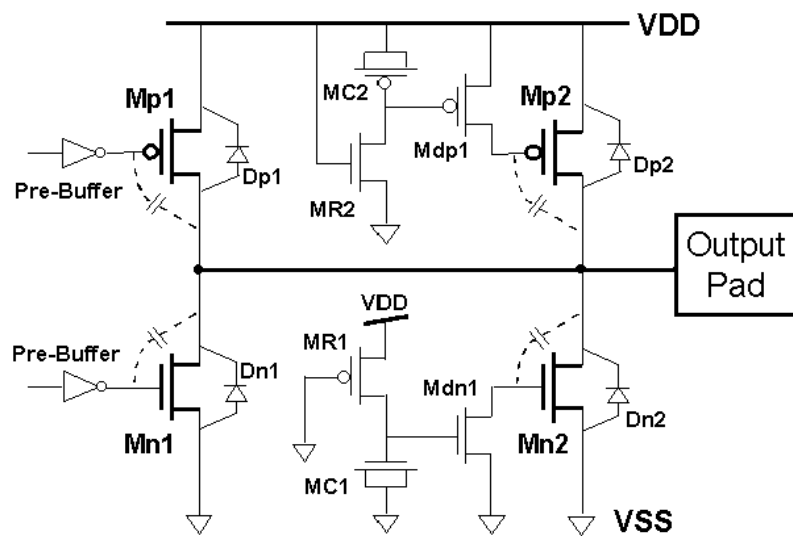 VDD
Mp1
MC2
Mp2
Mdp1
Dp1
Dp2
Pre-Buffer
MR2
Output
Pad
VDD
Pre-Buffer
MR1
Dn1
Mdn1
Mn1
Mn2
Dn2
MC1
VSS